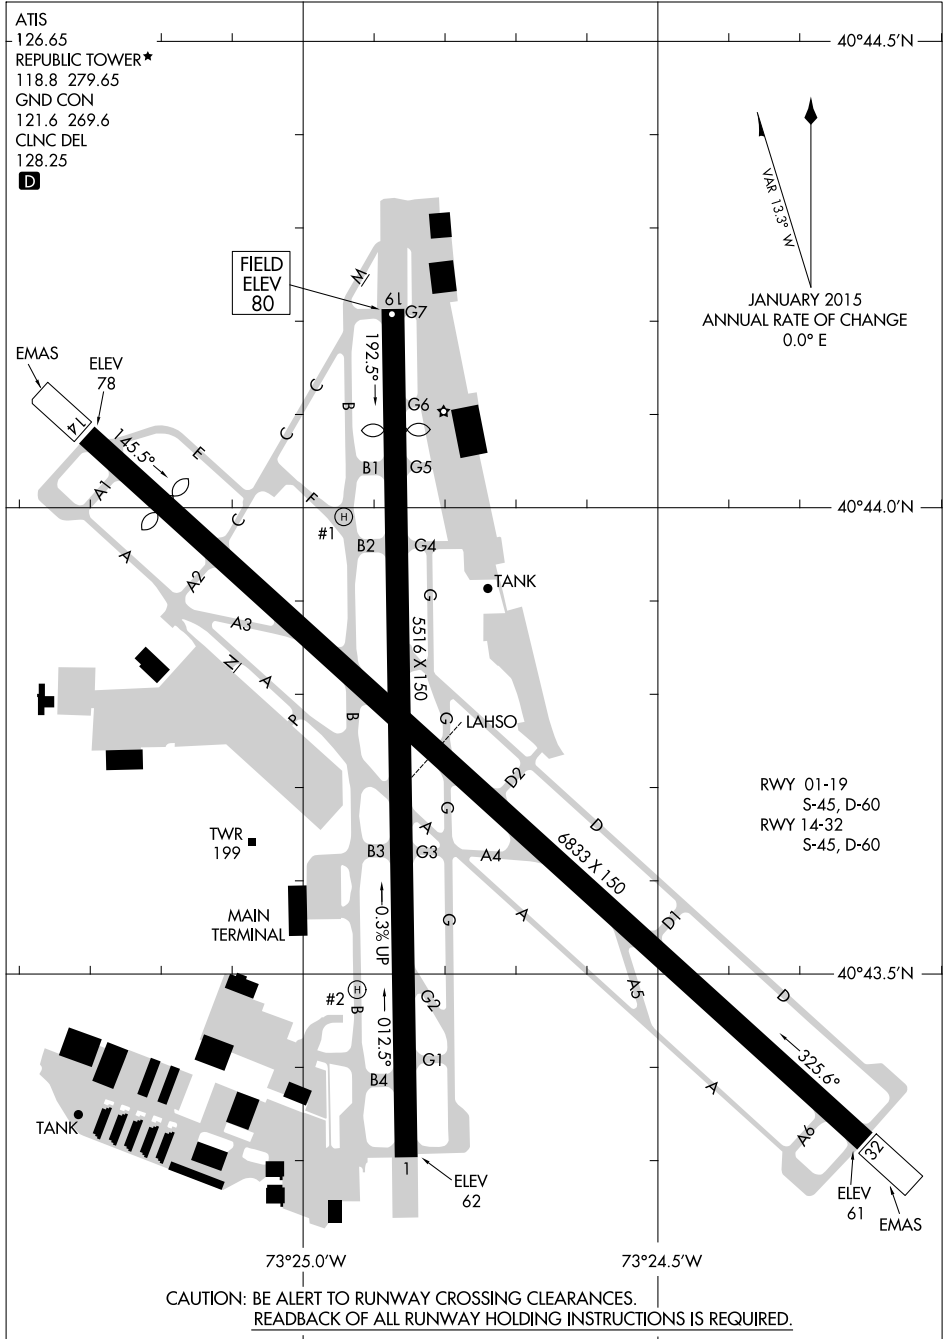 ATIS
126.65
REPUBLIC TOWER★
118.8 279.65
GND CON
121.6 269.6
CLNC DEL
128.25
D
40°44.5'N
VAR 13.3° W
JANUARY 2015
ANNUAL RATE OF CHANGE
0.0° E
FIELD
ELEV
80
M
19
G7
192.5°
EMAS
ELEV
78
14
145.5°
C
B
G6
C
E
B1
G5
A1
F
C
40°44.0'N
H
#1
B2
G4
A
A2
TANK
G
A3
5516 X 150
N
A
P
B
G
LAHSO
D2
RWY 01-19
S-45, D-60
RWY 14-32
S-45, D-60
G
A
D
TWR
199
B3
G3
A4
6833 X 150
MAIN
TERMINAL
0.3% UP
G
A
D1
40°43.5'N
#2
H
B
G2
A5
D
012.5°
G1
325.6°
B4
A
TANK
A6
32
1
ELEV
62
ELEV
61
EMAS
73°25.0'W
73°24.5'W
CAUTION: BE ALERT TO RUNWAY CROSSING CLEARANCES.
READBACK OF ALL RUNWAY HOLDING INSTRUCTIONS IS REQUIRED.